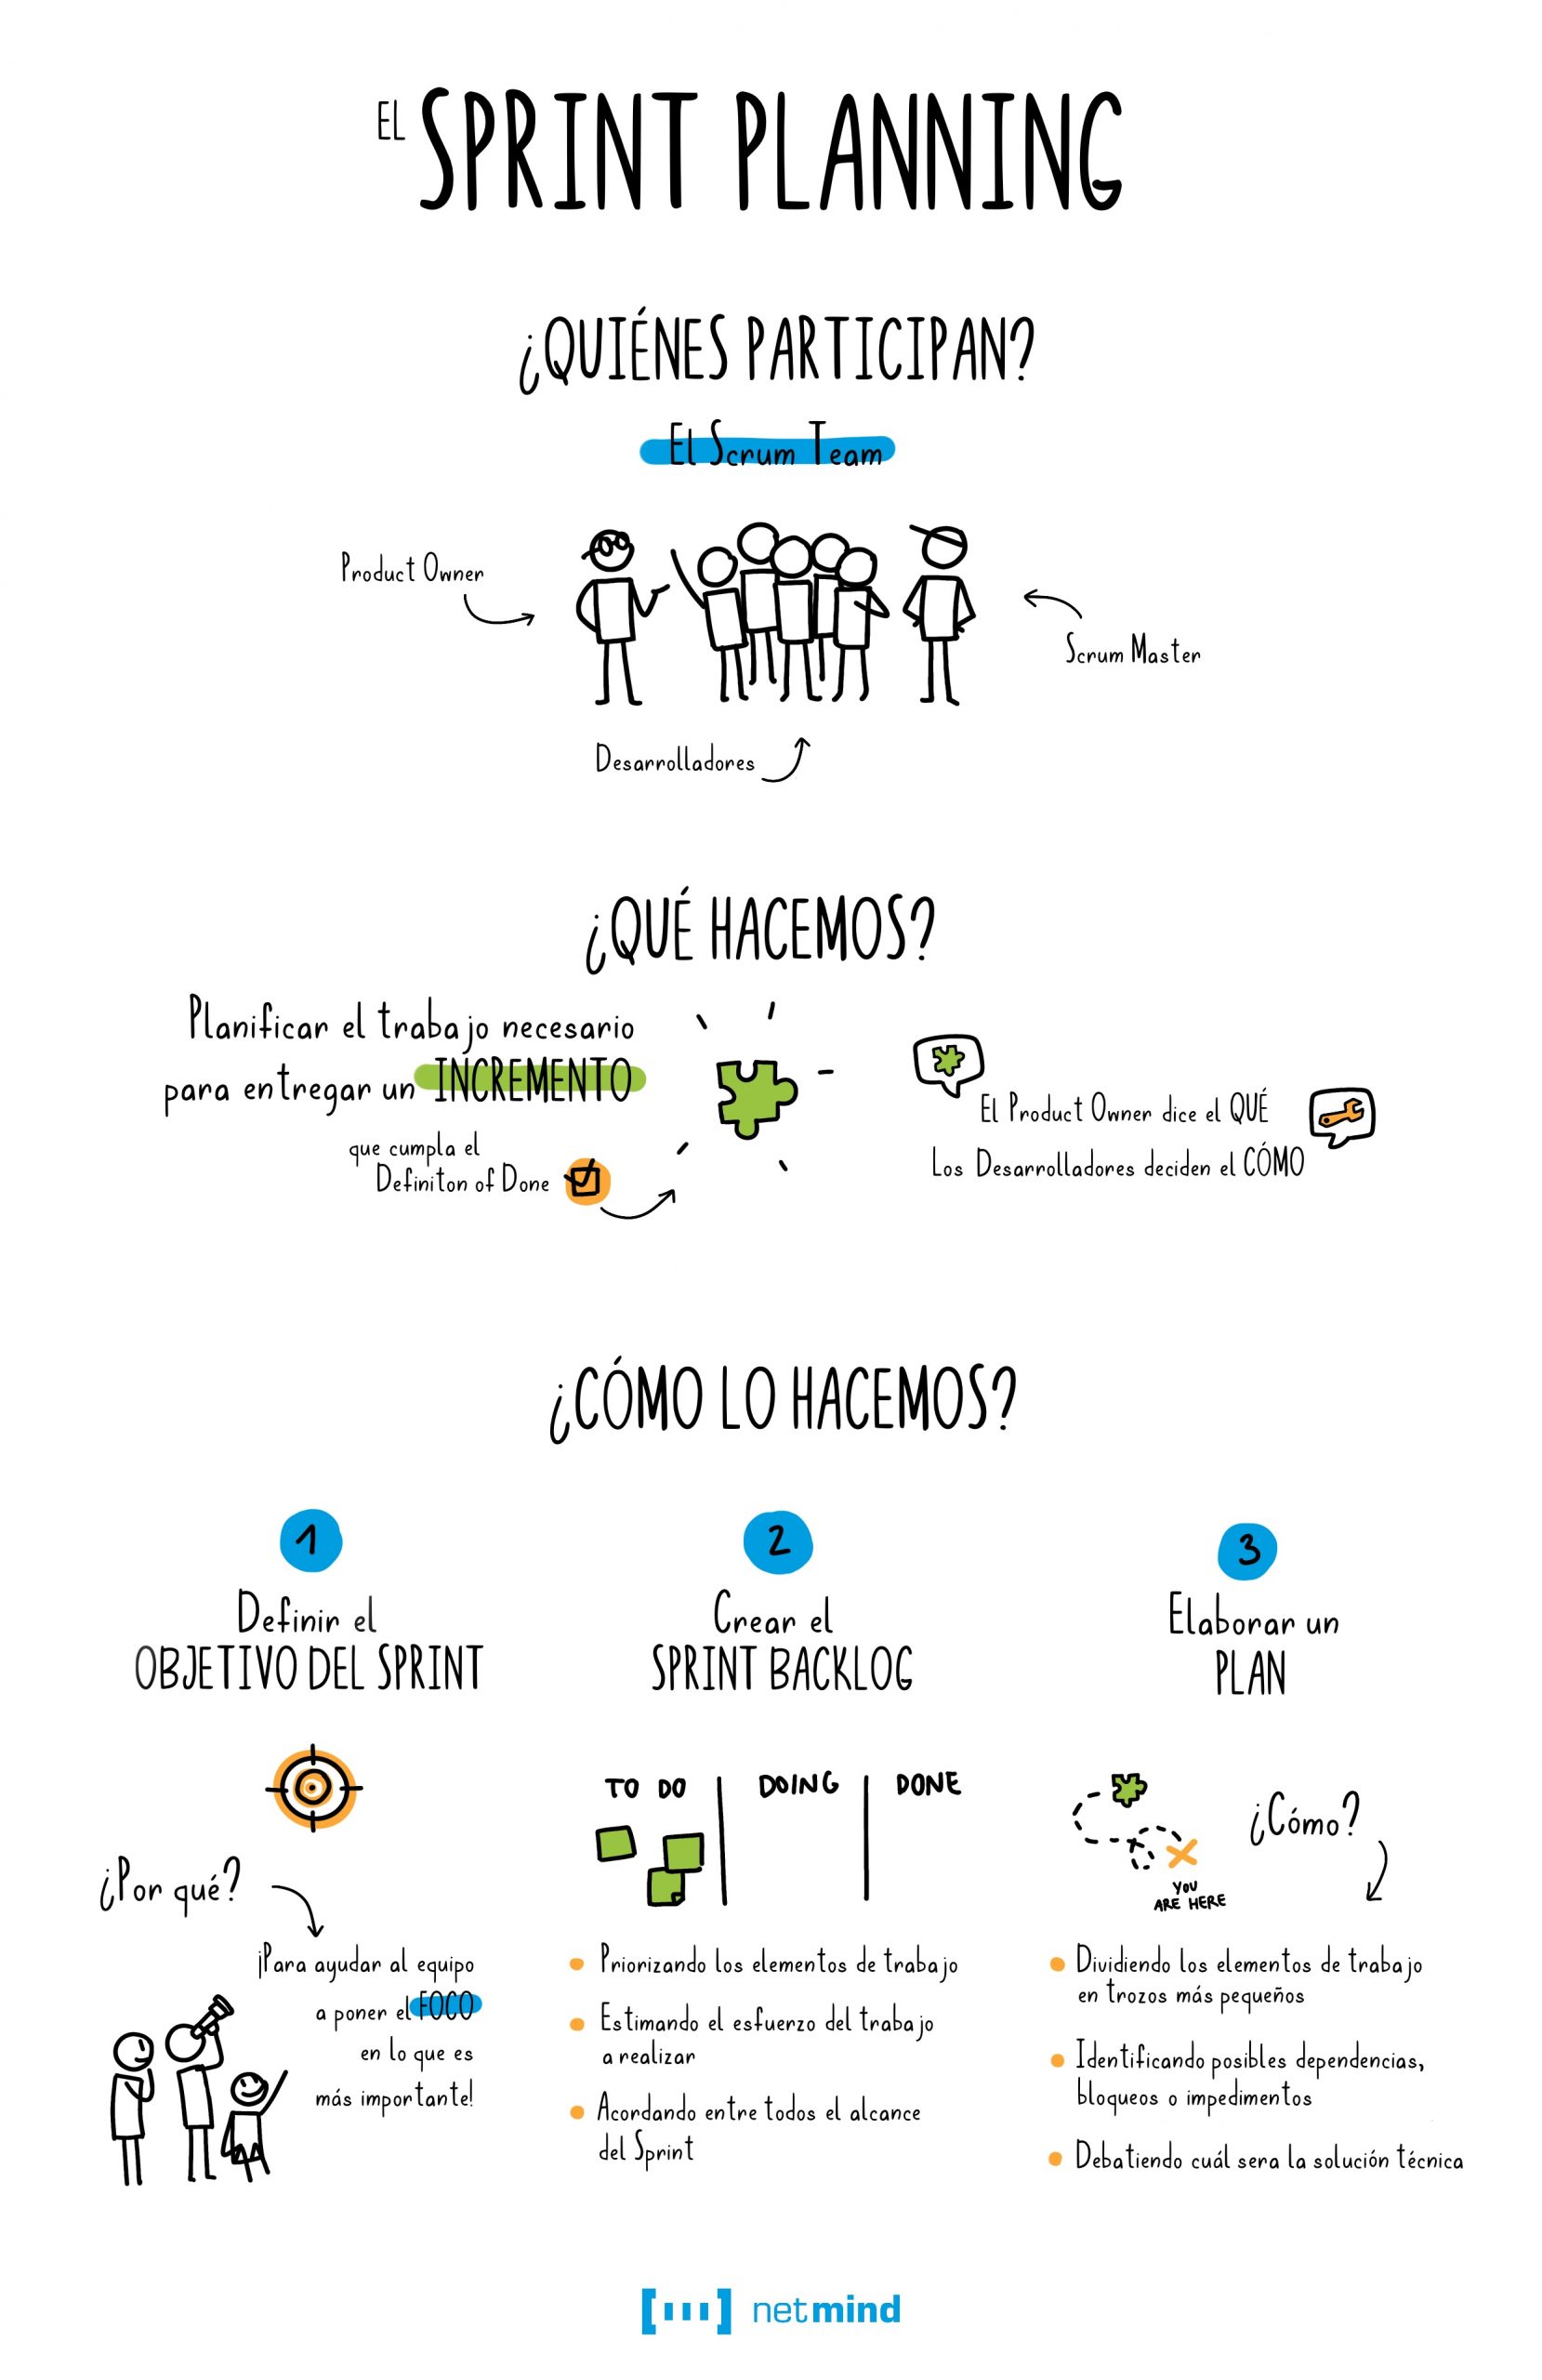 EL SPRINT PLANNING
¿QUIÉNES PARTICIPAN?
El Scrum Team
Product Owner
Scrum Master
Desarrolladores
¿QUÉ HACEMOS?
Planificar el trabajo necesario
para entregar un INCREMENTO
que cumpla el
Definiton of Done
El Product Owner dice el QUÉ
Los Desarrolladores deciden el CÓMO
¿CÓMO LO HACEMOS?
1
Definir el
OBJETIVO DEL SPRINT
¿Por qué?
¡Para ayudar al equipo
a poner el FOCO
en lo que es
más importante!
2
Crear el
SPRINT BACKLOG
TO DO DOING DONE
Priorizando los elementos de trabajo
Estimando el esfuerzo del trabajo
a realizar
Acordando entre todos el alcance
del Sprint
3
Elaborar un
PLAN
¿Cómo?
YOU
ARE HERE
Dividiendo los elementos de trabajo
en trozos más pequeños
Identificando posibles dependencias,
bloqueos o impedimentos
Debatiendo cuál sera la solución técnica
netmind